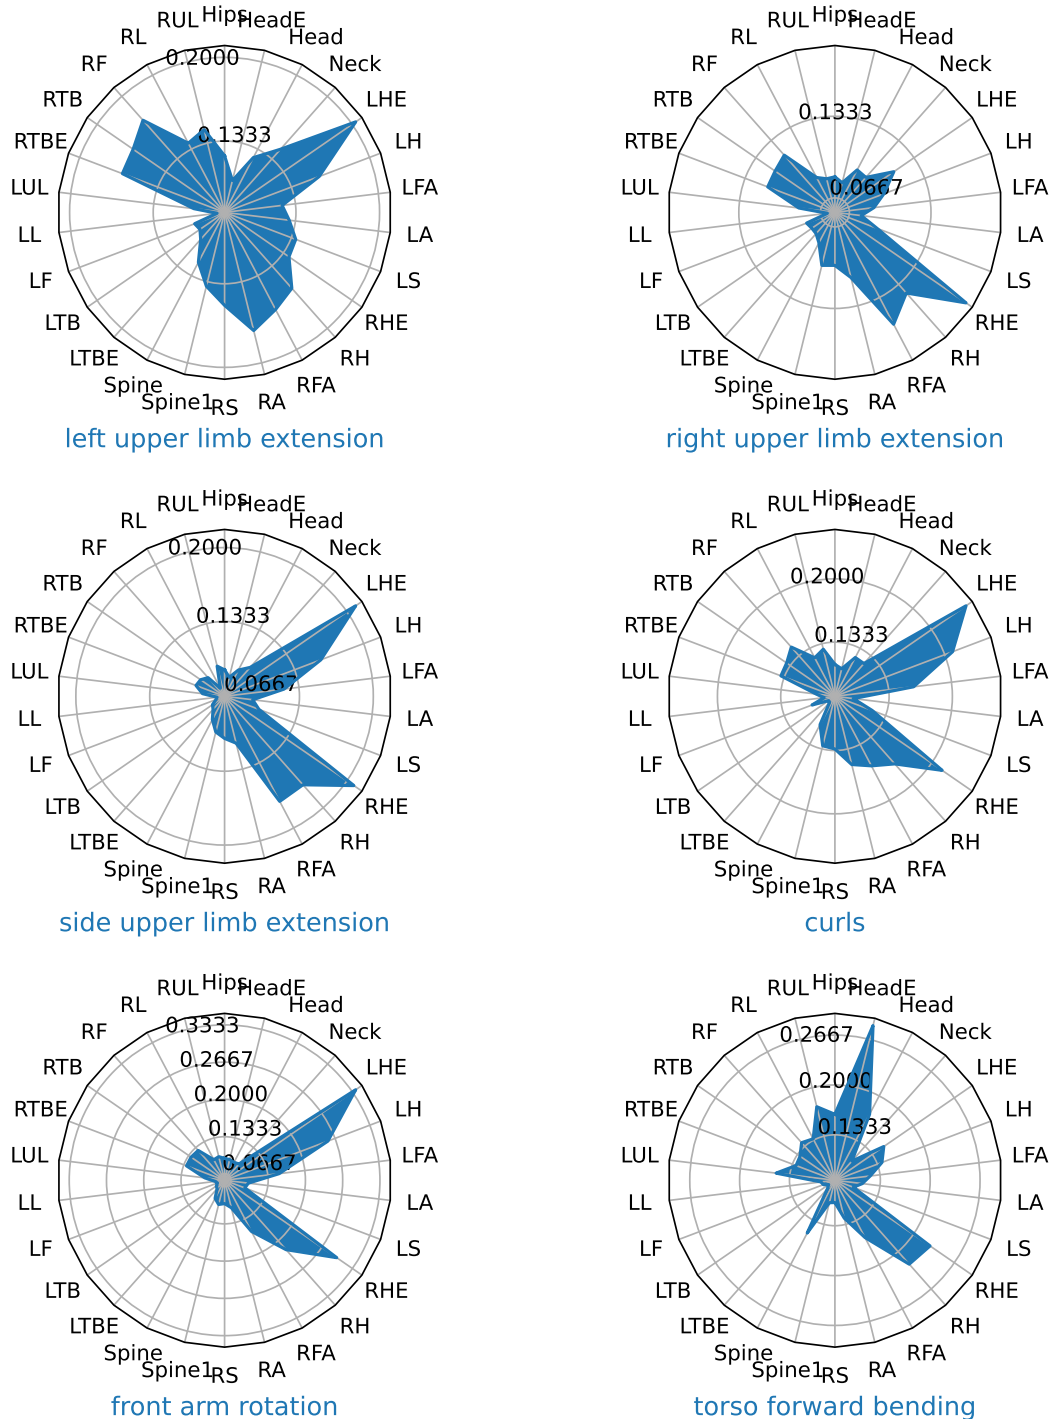 Hips
RUL
HeadE
RL
Head
RF
Neck
RTB
LHE
RTBE
LH
LUL
LFA
LL
LA
LF
LS
LTB
RHE
LTBE
RH
Spine
RFA
Spine1
RS
RA
0.2000
0.1333
left upper limb extension
Hips
RUL
HeadE
RL
Head
RF
Neck
RTB
LHE
RTBE
LH
LUL
LFA
LL
LA
LF
LS
LTB
RHE
LTBE
RH
Spine
RFA
Spine1
RS
RA
0.1333
0.0667
right upper limb extension
Hips
RUL
HeadE
RL
Head
RF
Neck
RTB
LHE
RTBE
LH
LUL
LFA
LL
LA
LF
LS
LTB
RHE
LTBE
RH
Spine
RFA
Spine1
RS
RA
0.2000
0.1333
0.0667
side upper limb extension
Hips
RUL
HeadE
RL
Head
RF
Neck
RTB
LHE
RTBE
LH
LUL
LFA
LL
LA
LF
LS
LTB
RHE
LTBE
RH
Spine
RFA
Spine1
RS
RA
0.2000
0.1333
curls
Hips
RUL
HeadE
RL
Head
RF
Neck
RTB
LHE
RTBE
LH
LUL
LFA
LL
LA
LF
LS
LTB
RHE
LTBE
RH
Spine
RFA
Spine1
RS
RA
0.3333
0.2667
0.2000
0.1333
0.0667
front arm rotation
Hips
RUL
HeadE
RL
Head
RF
Neck
RTB
LHE
RTBE
LH
LUL
LFA
LL
LA
LF
LS
LTB
RHE
LTBE
RH
Spine
RFA
Spine1
RS
RA
0.2667
0.2000
0.1333
torso forward bending